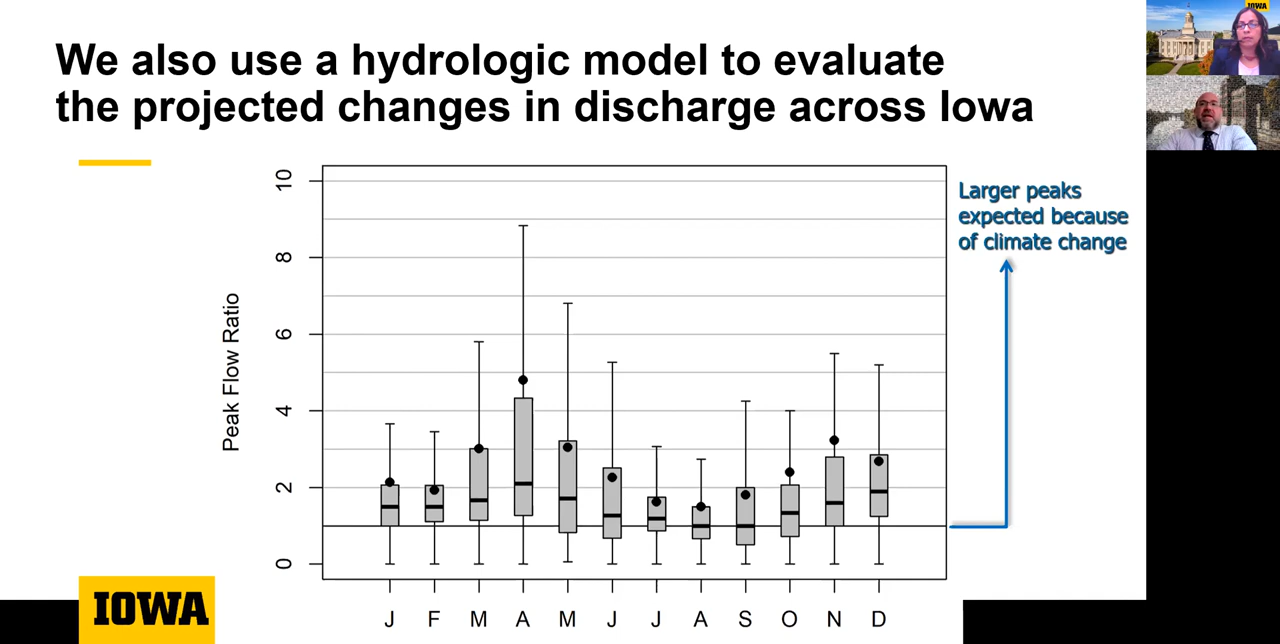 We also use a hydrologic model to evaluate
the projected changes in discharge across Iowa
IOWA
10
8
6
4
2
0
Peak Flow Ratio
Larger peaks
expected because
of climate change
J F M A M J J A S O N D
IOWA